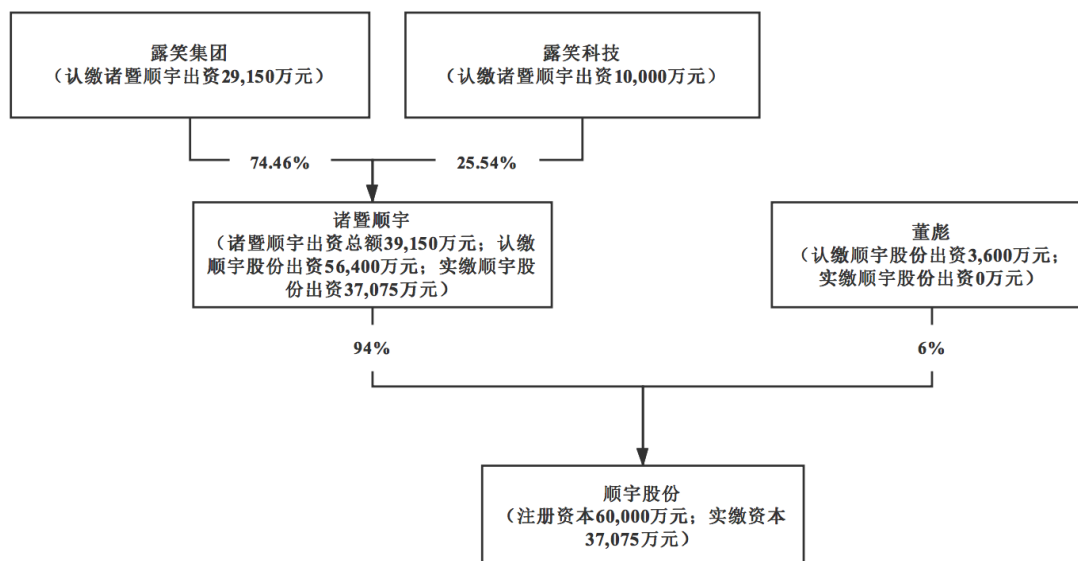 露笑集团
（认缴诸暨顺宇出资29,150万元）
露笑科技
（认缴诸暨顺宇出资10,000万元）
74.46%
25.54%
诸暨顺宇
（诸暨顺宇出资总额39,150万元；认缴
顺宇股份出资56,400万元；实缴顺宇股
份出资37,075万元）
董彪
（认缴顺宇股份出资3,600万元；
实缴顺宇股份出资0万元）
94%
6%
顺宇股份
（注册资本60,000万元；实缴资本
37,075万元）